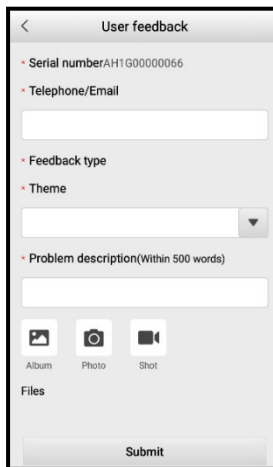 User feedback
* Serial numberAH1G00000066
* Telephone/Email
* Feedback type
* Theme
* Problem description(Within 500 words)
Album Photo Shot
Files
Submit